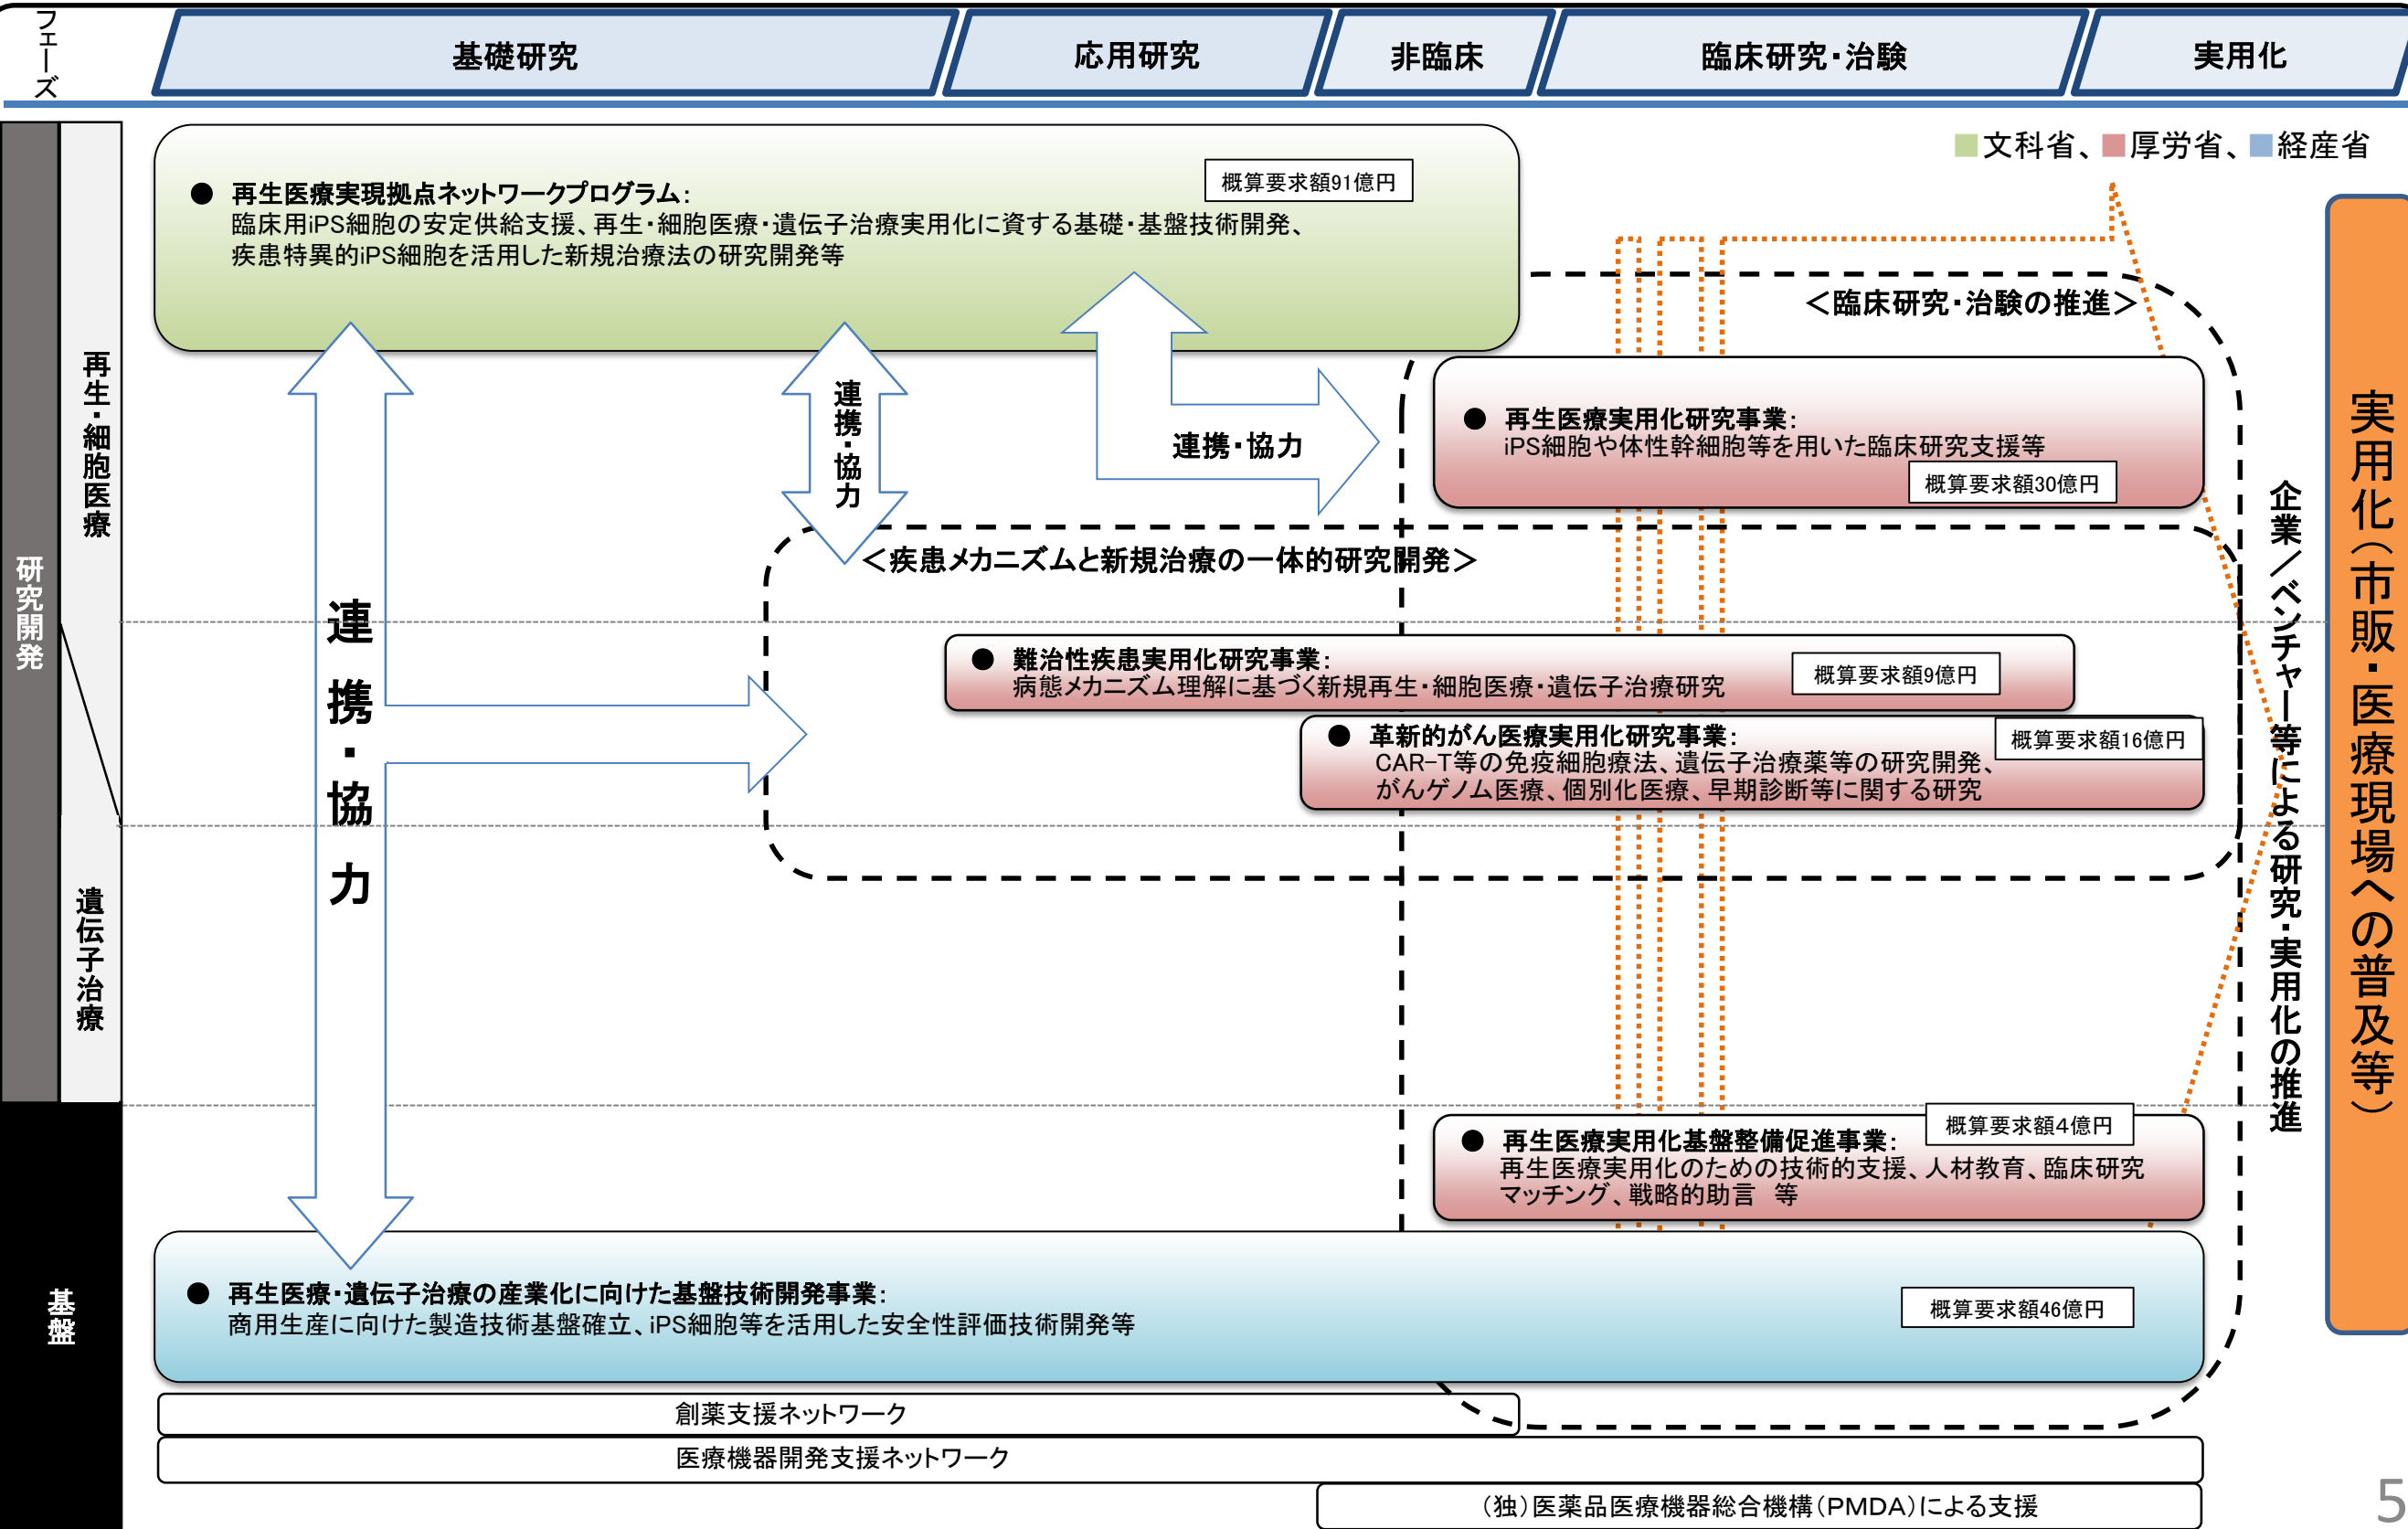 フェーズ
基礎研究
応用研究
非臨床
臨床研究・治験
実用化
文科省、厚労省、経産省
研究開発
再生・細胞医療
遺伝子治療
基盤
● 再生医療実現拠点ネットワークプログラム：
概算要求額91億円
臨床用iPS細胞の安定供給支援、再生・細胞医療・遺伝子治療実用化に資する基礎・基盤技術開発、
疾患特異的iPS細胞を活用した新規治療法の研究開発等
＜臨床研究・治験の推進＞
連携・協力
連携・協力
連携・協力
● 再生医療実用化研究事業：
iPS細胞や体性幹細胞等を用いた臨床研究支援等
概算要求額30億円
＜疾患メカニズムと新規治療の一体的研究開発＞
● 難治性疾患実用化研究事業：
病態メカニズム理解に基づく新規再生・細胞医療・遺伝子治療研究
概算要求額9億円
● 革新的がん医療実用化研究事業：
概算要求額16億円
CAR-T等の免疫細胞療法、遺伝子治療薬等の研究開発、
がんゲノム医療、個別化医療、早期診断等に関する研究
企業／ベンチャー等による研究・実用化の推進
実用化（市販・医療現場への普及等）
● 再生医療実用化基盤整備促進事業：
概算要求額4億円
再生医療実用化のための技術的支援、人材教育、臨床研究
マッチング、戦略的助言　等
● 再生医療・遺伝子治療の産業化に向けた基盤技術開発事業：
商用生産に向けた製造技術基盤確立、iPS細胞等を活用した安全性評価技術開発等
概算要求額46億円
創薬支援ネットワーク
医療機器開発支援ネットワーク
（独）医薬品医療機器総合機構（PMDA）による支援
5